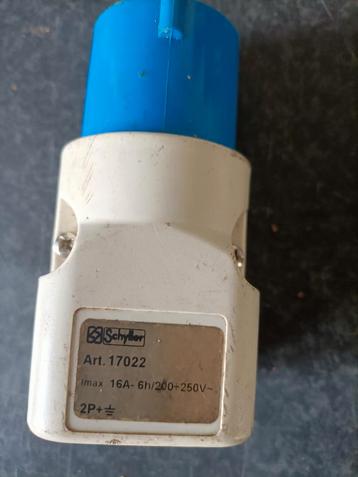 Schyller
Art. 17022
Imax 16A- 6h/200÷250V~
2P+⏚